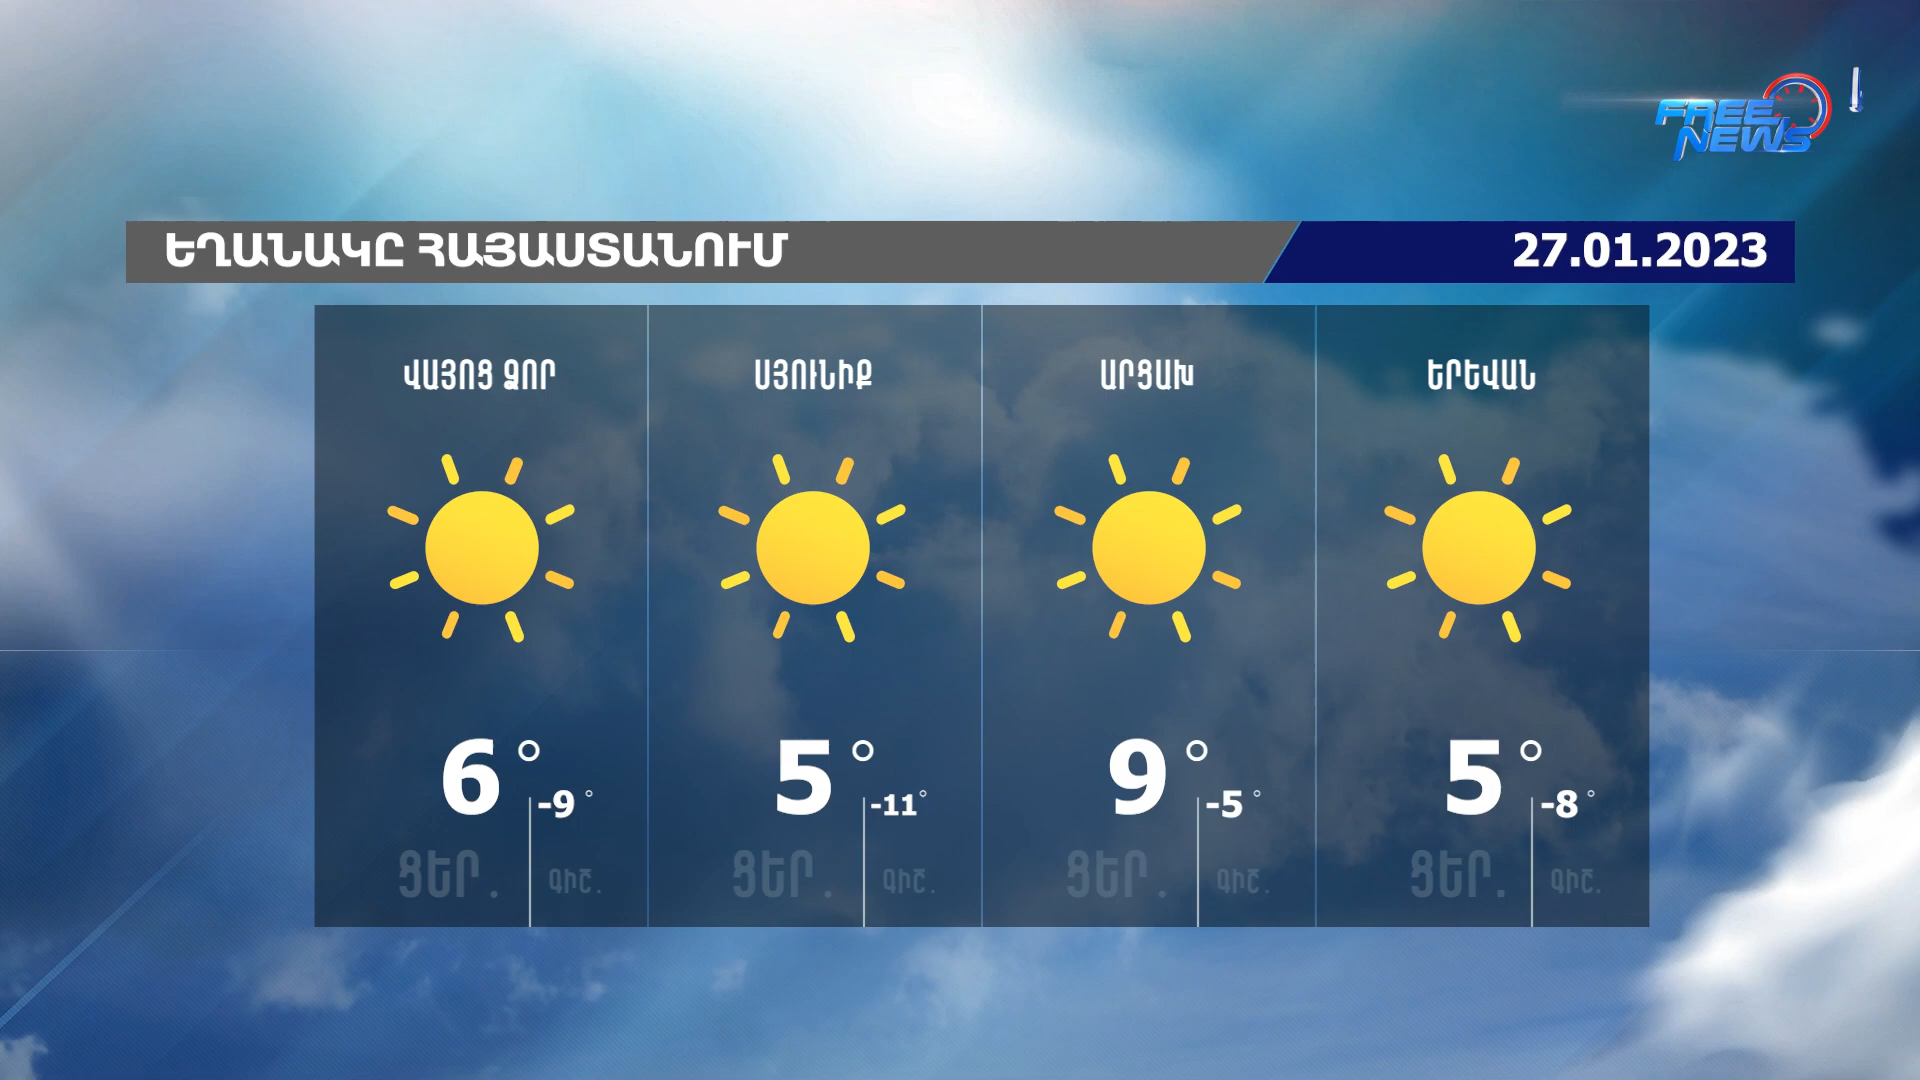 FREE
NEWS
ԵՂԱՆԱԿԸ ՀԱՅԱՍՏԱՆՈՒՄ
27.01.2023
ՎԱՅՈՑ ՁՈՐ
ՍՅՈՒՆԻՔ
ԱՐՑԱԽ
ԵՐԵՎԱՆ
6° -9°
5° -11°
9° -5°
5° -8°
ՑԵՐ. ԳԻՇ.
ՑԵՐ. ԳԻՇ.
ՑԵՐ. ԳԻՇ.
ՑԵՐ. ԳԻՇ.